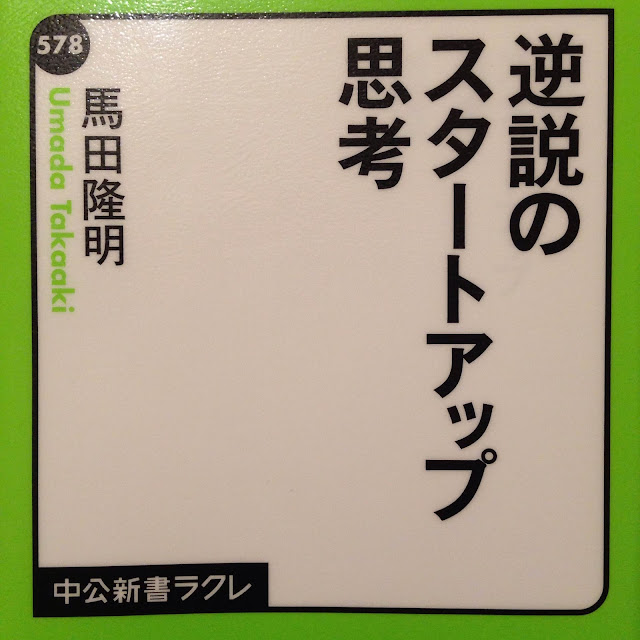 逆説の
スタートアップ
思考
578
馬田隆明
Umada Takaaki
中公新書ラクレ